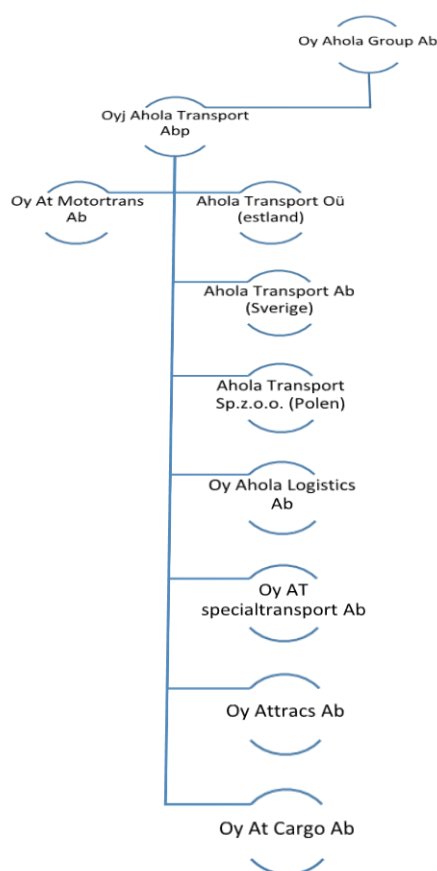 Oy Ahola Group Ab
Oyj Ahola Transport
Abp
Oy At Motortrans
Ab
Ahola Transport Oü
(estland)
Ahola Transport Ab
(Sverige)
Ahola Transport
Sp.z.o.o. (Polen)
Oy Ahola Logistics
Ab
Oy AT
specialtransport Ab
Oy Attracs Ab
Oy At Cargo Ab